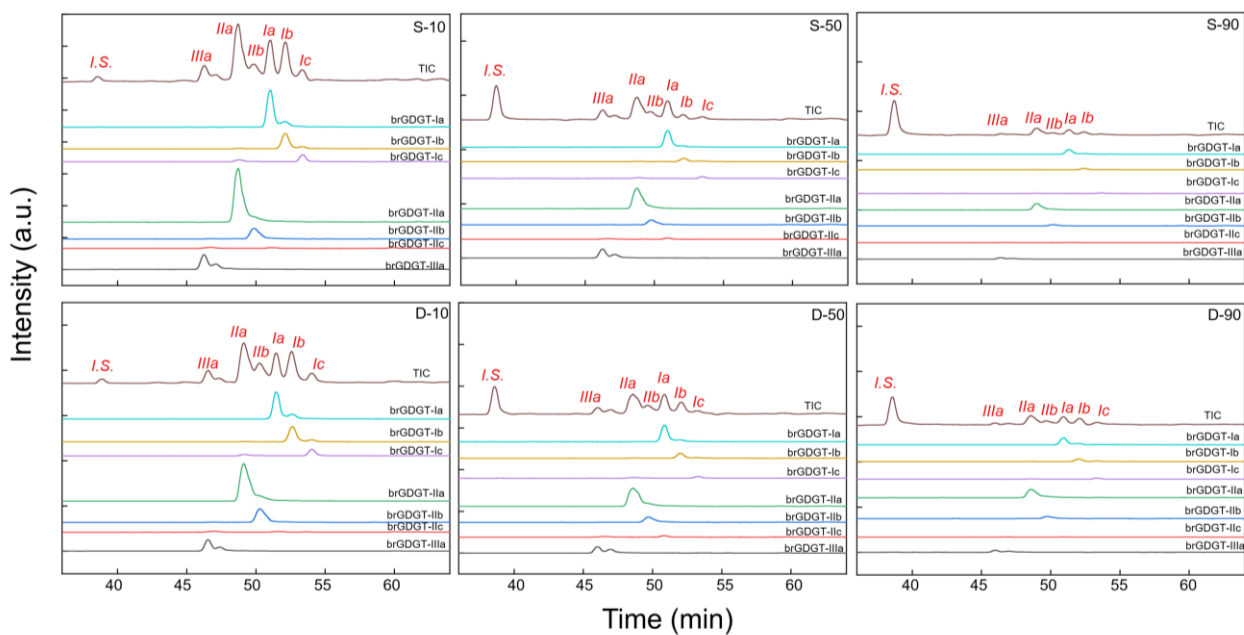 S-10
I.S.
IIIa
IIa
IIb
Ia
Ib
Ic
TIC
brGDGT-Ia
brGDGT-Ib
brGDGT-Ic
brGDGT-IIa
brGDGT-IIb
brGDGT-IIc
brGDGT-IIIa
S-50
I.S.
IIIa
IIa
IIb
Ia
Ib
Ic
TIC
brGDGT-Ia
brGDGT-Ib
brGDGT-Ic
brGDGT-IIa
brGDGT-IIb
brGDGT-IIc
brGDGT-IIIa
S-90
I.S.
IIIa
IIa
IIb
Ia
Ib
TIC
brGDGT-Ia
brGDGT-Ib
brGDGT-Ic
brGDGT-IIa
brGDGT-IIb
brGDGT-IIc
brGDGT-IIIa
Intensity (a.u.)
D-10
I.S.
IIIa
IIa
IIb
Ia
Ib
Ic
TIC
brGDGT-Ia
brGDGT-Ib
brGDGT-Ic
brGDGT-IIa
brGDGT-IIb
brGDGT-IIc
brGDGT-IIIa
40 45 50 55 60
D-50
I.S.
IIIa
IIa
IIb
Ia
Ib
Ic
TIC
brGDGT-Ia
brGDGT-Ib
brGDGT-Ic
brGDGT-IIa
brGDGT-IIb
brGDGT-IIc
brGDGT-IIIa
40 45 50 55 60
D-90
I.S.
IIIa
IIa
IIb
Ia
Ib
Ic
TIC
brGDGT-Ia
brGDGT-Ib
brGDGT-Ic
brGDGT-IIa
brGDGT-IIb
brGDGT-IIc
brGDGT-IIIa
40 45 50 55 60
Time (min)